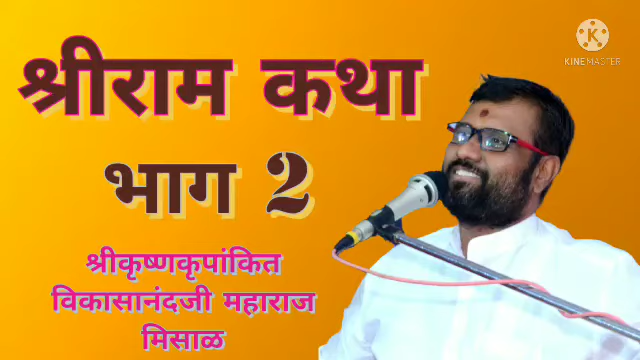 श्रीराम कथा
भाग 2
श्रीकृष्णकृपांकित
विकासानंदजी महाराज
मिसाळ
KINEMASTER